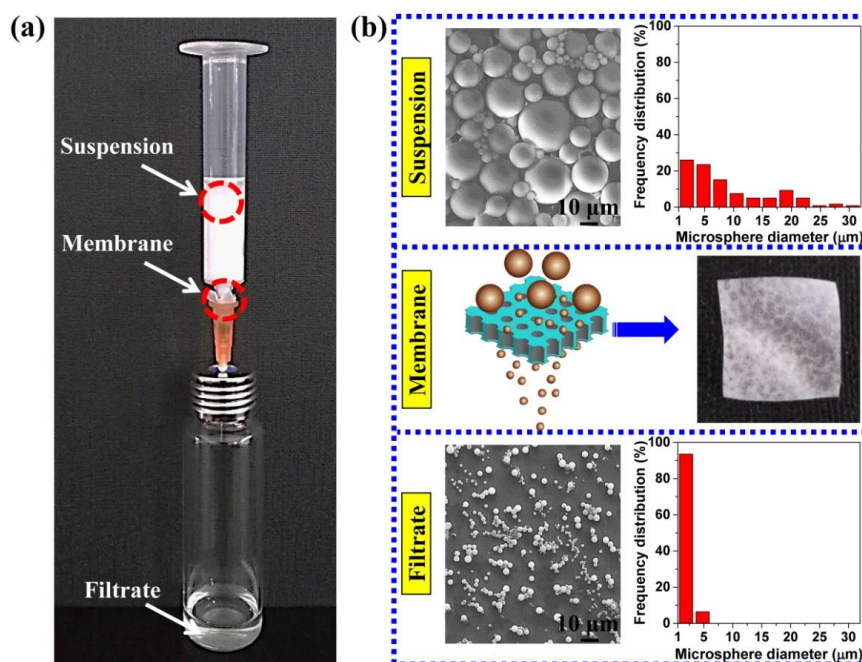 (a)
Suspension
Membrane
Filtrate
(b)
Suspension
10 μm
Frequency distribution (%)
100
80
60
40
20
0
1 5 10 15 20 25 30
Microsphere diameter (μm)
Membrane
Filtrate
10 μm
Frequency distribution (%)
100
80
60
40
20
0
1 5 10 15 20 25 30
Microsphere diameter (μm)